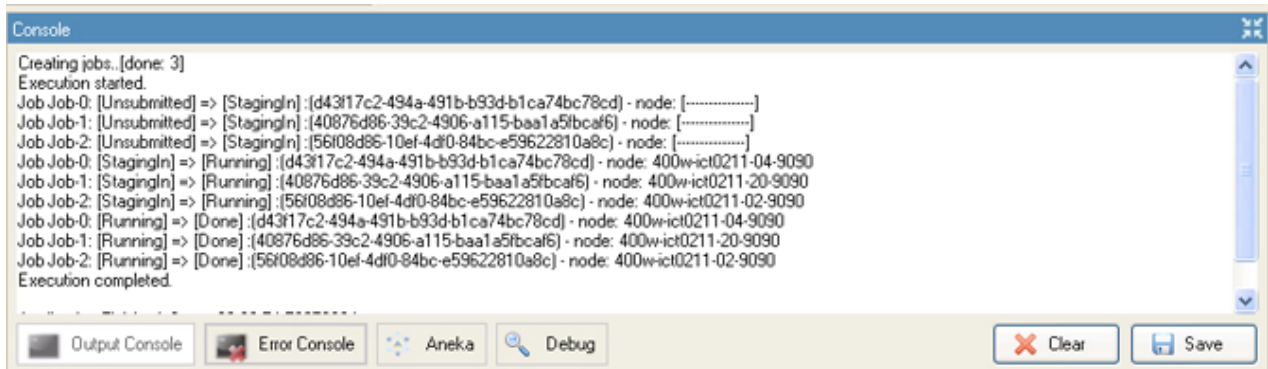 Console
Creating jobs..[done: 3]
Execution started.
Job Job-0: [Unsubmitted] => [StagingIn] :(d43f17c2-494a-491b-b93d-b1ca74bc78cd) - node: [----------------]
Job Job-1: [Unsubmitted] => [StagingIn] :(40876d86-39c2-4906-a115-baa1a5fbcaf6) - node: [----------------]
Job Job-2: [Unsubmitted] => [StagingIn] :(56f08d86-10ef-4df0-84bc-e59622810a8c) - node: [----------------]
Job Job-0: [StagingIn] => [Running] :(d43f17c2-494a-491b-b93d-b1ca74bc78cd) - node: 400w-ict0211-04-9090
Job Job-1: [StagingIn] => [Running] :(40876d86-39c2-4906-a115-baa1a5fbcaf6) - node: 400w-ict0211-20-9090
Job Job-2: [StagingIn] => [Running] :(56f08d86-10ef-4df0-84bc-e59622810a8c) - node: 400w-ict0211-02-9090
Job Job-0: [Running] => [Done] :(d43f17c2-494a-491b-b93d-b1ca74bc78cd) - node: 400w-ict0211-04-9090
Job Job-1: [Running] => [Done] :(40876d86-39c2-4906-a115-baa1a5fbcaf6) - node: 400w-ict0211-20-9090
Job Job-2: [Running] => [Done] :(56f08d86-10ef-4df0-84bc-e59622810a8c) - node: 400w-ict0211-02-9090
Execution completed.
Output Console Error Console Aneka Debug Clear Save